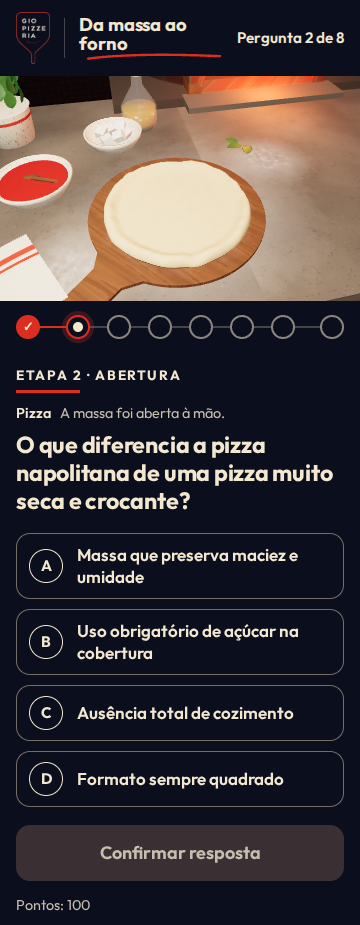 GIO
PIZZE
RIA
Da massa ao
forno
Pergunta 2 de 8
✓
ETAPA 2 · ABERTURA
Pizza A massa foi aberta à mão.
O que diferencia a pizza
napolitana de uma pizza muito
seca e crocante?
A
Massa que preserva maciez e
umidade
B
Uso obrigatório de açúcar na
cobertura
C
Ausência total de cozimento
D
Formato sempre quadrado
Confirmar resposta
Pontos: 100